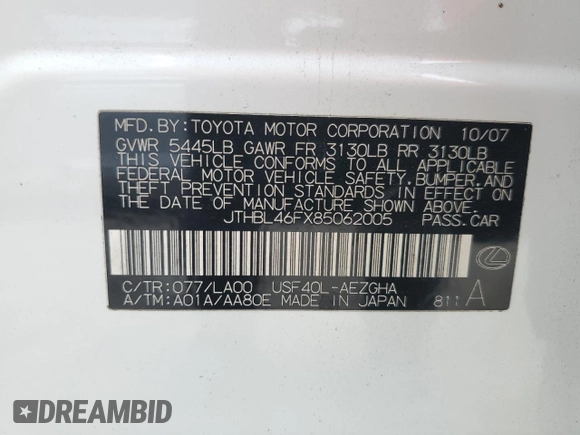 MFD.BY:TOYOTA MOTOR CORPORATION 10/07
GVWR 5445LB GAWR FR 3130LB RR 3130LB
THIS VEHICLE CONFORMS TO ALL APPLICABLE
FEDERAL MOTOR VEHICLE SAFETY,BUMPER,AND
THEFT PREVENTION STANDARDS IN EFFECT ON
THE DATE OF MANUFACTURE SHOWN ABOVE.
JTHBL46FX85062005 PASS.CAR
C/TR:077/LA00 USF40L-AEZGHA
A/TM:A01A/AA80E MADE IN JAPAN 811 A
DREAMBID